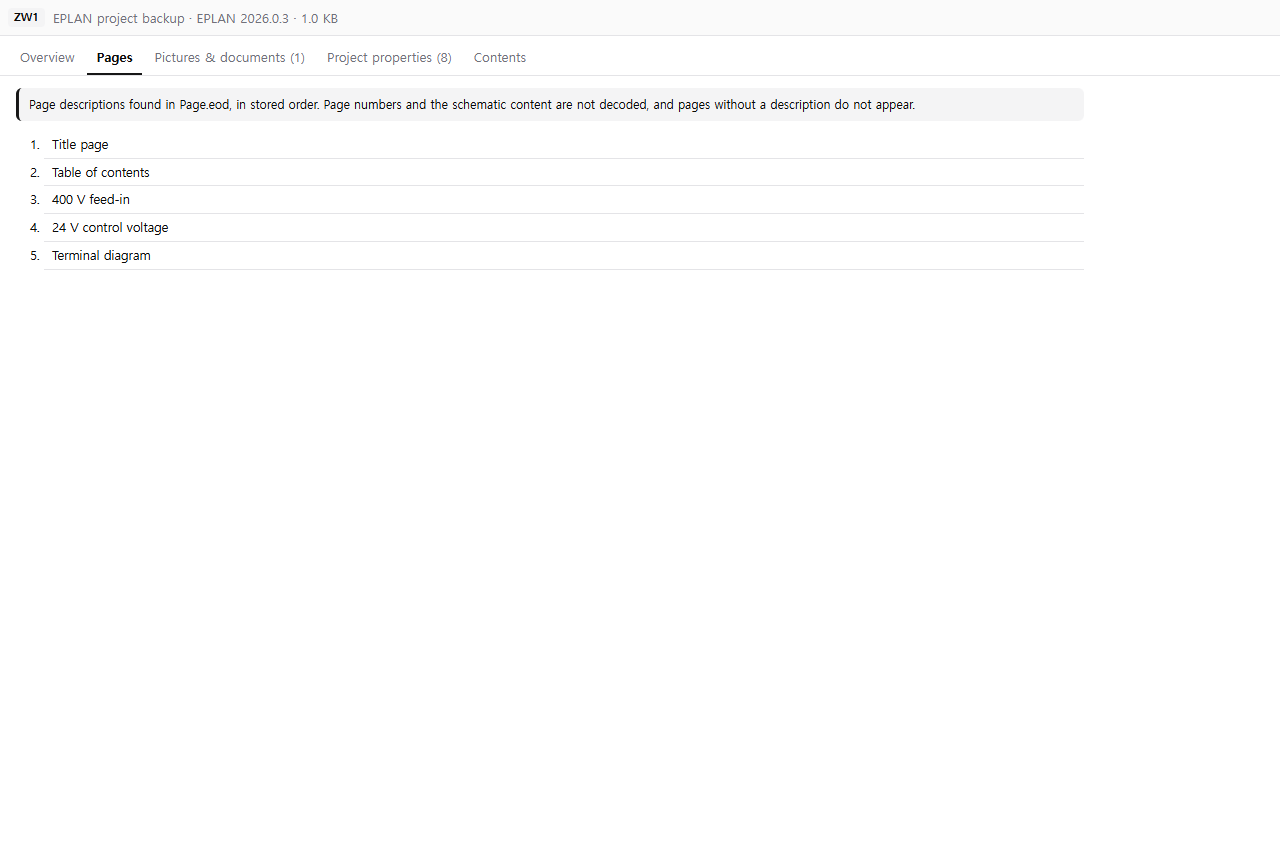 ZW1 EPLAN project backup · EPLAN 2026.0.3 · 1.0 KB
Overview Pages Pictures & documents (1) Project properties (8) Contents
Page descriptions found in Page.eod, in stored order. Page numbers and the schematic content are not decoded, and pages without a description do not appear.
1. Title page
2. Table of contents
3. 400 V feed-in
4. 24 V control voltage
5. Terminal diagram